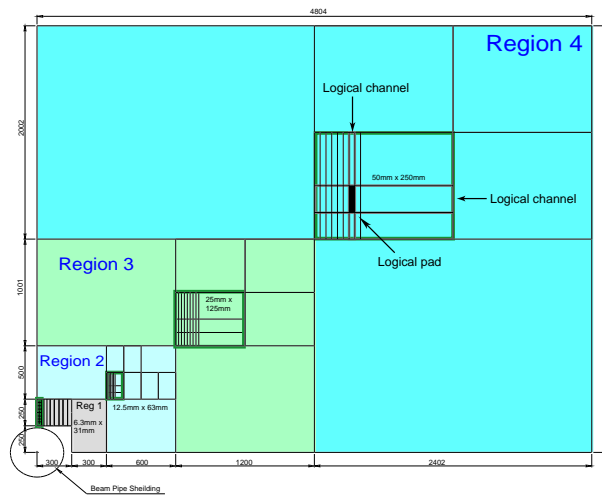 4804
Region 4
Logical channel
2002
50mm x 250mm
Logical channel
Logical pad
Region 3
1001
25mm x
125mm
Region 2
500
Reg 1
12.5mm x 63mm
250
6.3mm x
31mm
250
300
300
600
1200
2402
Beam Pipe Sheilding